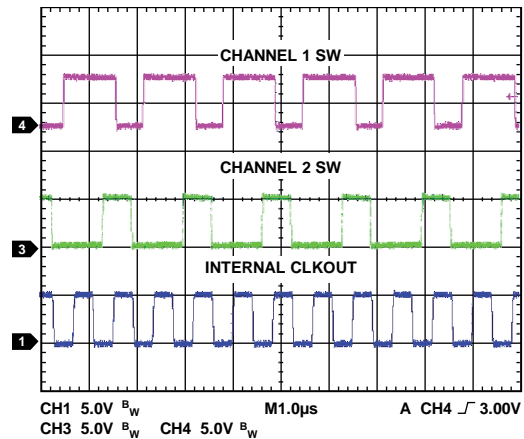 CHANNEL 1 SW
4
CHANNEL 2 SW
3
INTERNAL CLKOUT
1
CH1 5.0V BW M1.0µs A CH4 3.00V
CH3 5.0V BW CH4 5.0V BW